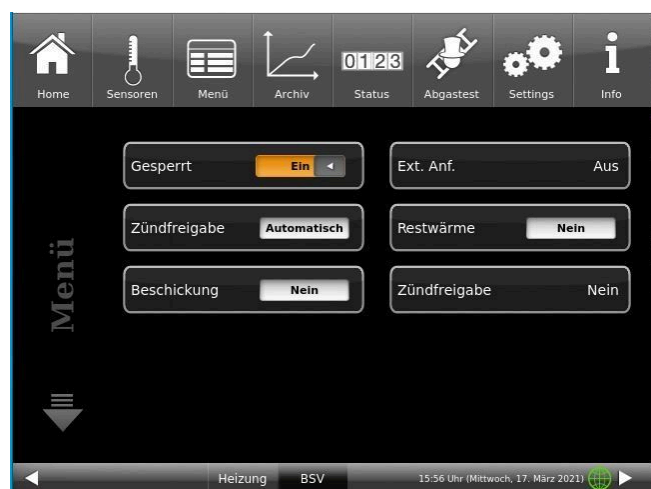 0123
Home Sensoren Menü Archiv Status Abgastest Settings Info
Gesperrt Ein Ext. Anf. Aus
Zündfreigabe Automatisch Restwärme Nein
Beschickung Nein Zündfreigabe Nein
Menü
Heizung BSV 15:56 Uhr (Mittwoch, 17. März 2021)